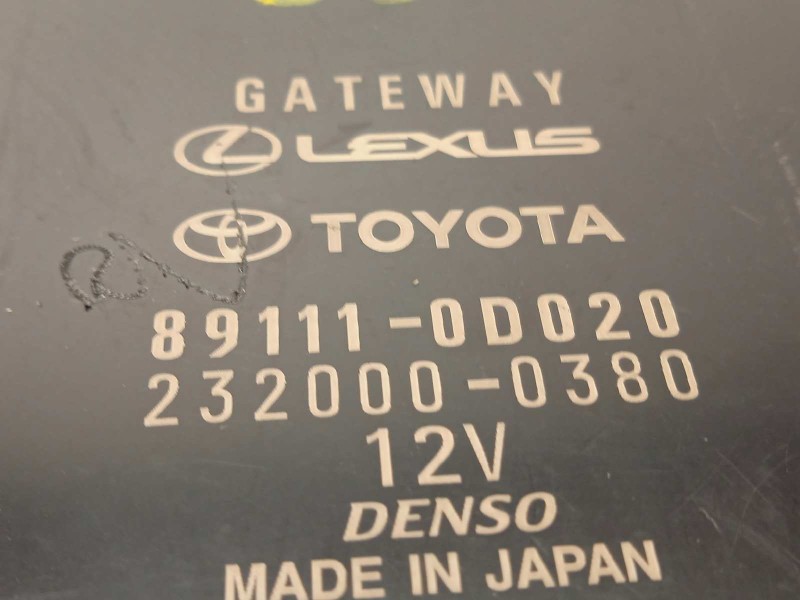 GATEWAY
LEXUS
TOYOTA
89111-0D020
232000-0380
12V
DENSO
MADE IN JAPAN